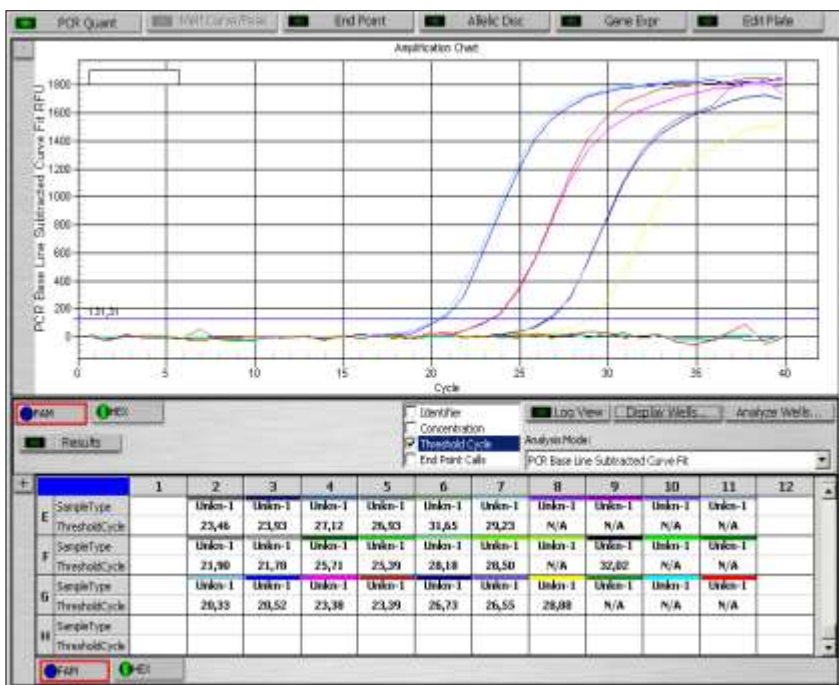 PCR Quant Melt Curve/Peak End Point Allelic Disc Gene Expr Edit Plate
Amplification Chart
PCR Base Line Subtracted Curve Fit RFU
1800
1600
1400
1200
1000
800
600
400
200
0
131,31
0 5 10 15 20 25 30 35 40
Cycle
FAM HEX
Identifier
Concentration
Threshold Cycle
End Point Calls
Log View Display Wells... Analyze Wells...
Results
Analysis Mode:
PCR Base Line Subtracted Curve Fit
1 2 3 4 5 6 7 8 9 10 11 12
E SampleType Unkn-1 Unkn-1 Unkn-1 Unkn-1 Unkn-1 Unkn-1 Unkn-1 Unkn-1 Unkn-1 Unkn-1
ThresholdCycle 23,46 23,93 27,12 26,93 31,65 29,23 N/A N/A N/A N/A
F SampleType Unkn-1 Unkn-1 Unkn-1 Unkn-1 Unkn-1 Unkn-1 Unkn-1 Unkn-1 Unkn-1 Unkn-1
ThresholdCycle 21,90 21,78 25,71 25,39 28,18 28,50 N/A 32,02 N/A N/A
G SampleType Unkn-1 Unkn-1 Unkn-1 Unkn-1 Unkn-1 Unkn-1 Unkn-1 Unkn-1 Unkn-1 Unkn-1
ThresholdCycle 20,33 20,52 23,38 23,39 26,73 26,55 28,88 N/A N/A N/A
H SampleType
ThresholdCycle
FAM HEX